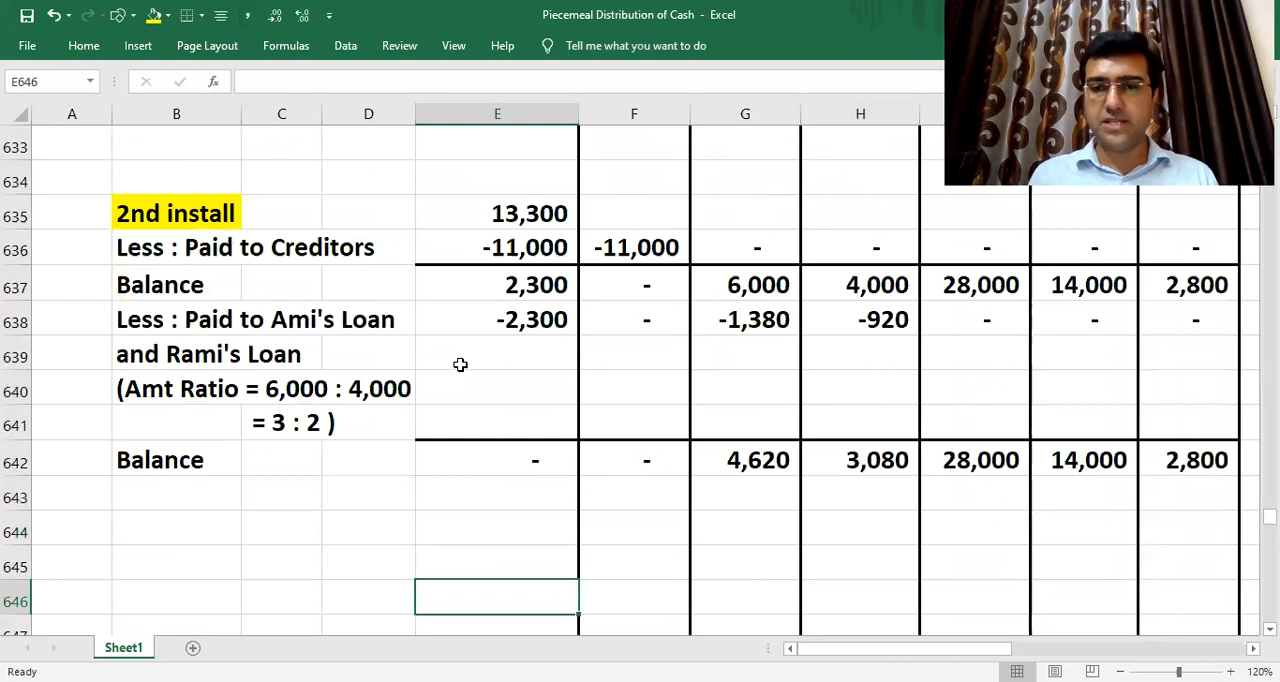 Piecemeal Distribution of Cash - Excel
File Home Insert Page Layout Formulas Data Review View Help Tell me what you want to do
E646 fx
A B C D E F G H
633
634
635 2nd install 13,300
636 Less : Paid to Creditors -11,000 -11,000 - - - - -
637 Balance 2,300 - 6,000 4,000 28,000 14,000 2,800
638 Less : Paid to Ami's Loan -2,300 - -1,380 -920 - - -
639 and Rami's Loan
640 (Amt Ratio = 6,000 : 4,000
641 = 3 : 2 )
642 Balance - - 4,620 3,080 28,000 14,000 2,800
643
644
645
646
647
Sheet1
Ready 120%